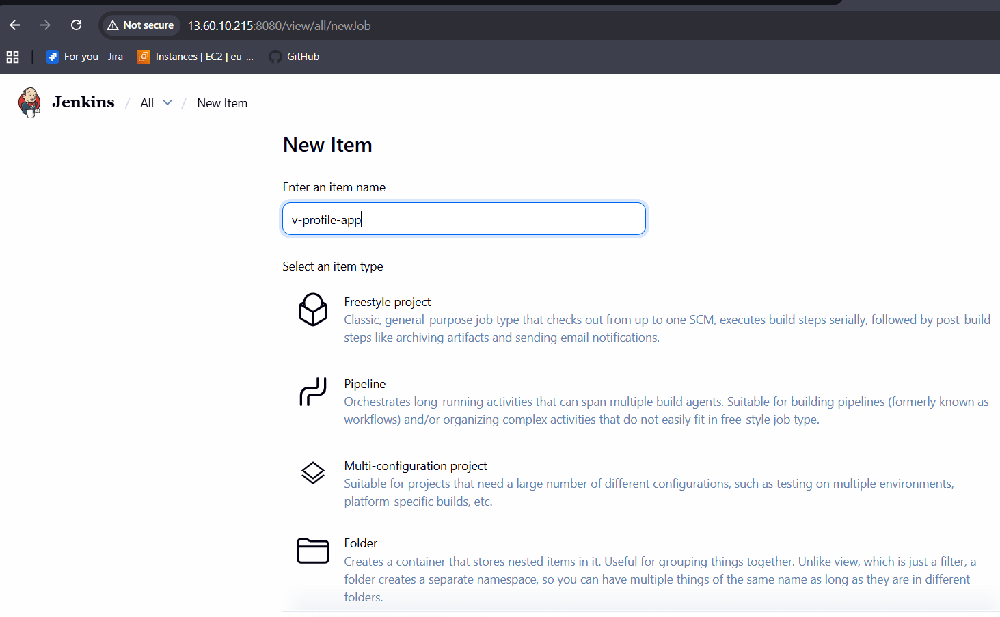 Not secure 13.60.10.215:8080/view/all/newJob
For you - Jira Instances | EC2 | eu-... GitHub
Jenkins / All / New Item
New Item
Enter an item name
v-profile-app
Select an item type
Freestyle project
Classic, general-purpose job type that checks out from up to one SCM, executes build steps serially, followed by post-build
steps like archiving artifacts and sending email notifications.
Pipeline
Orchestrates long-running activities that can span multiple build agents. Suitable for building pipelines (formerly known as
workflows) and/or organizing complex activities that do not easily fit in free-style job type.
Multi-configuration project
Suitable for projects that need a large number of different configurations, such as testing on multiple environments,
platform-specific builds, etc.
Folder
Creates a container that stores nested items in it. Useful for grouping things together. Unlike view, which is just a filter, a
folder creates a separate namespace, so you can have multiple things of the same name as long as they are in different
folders.